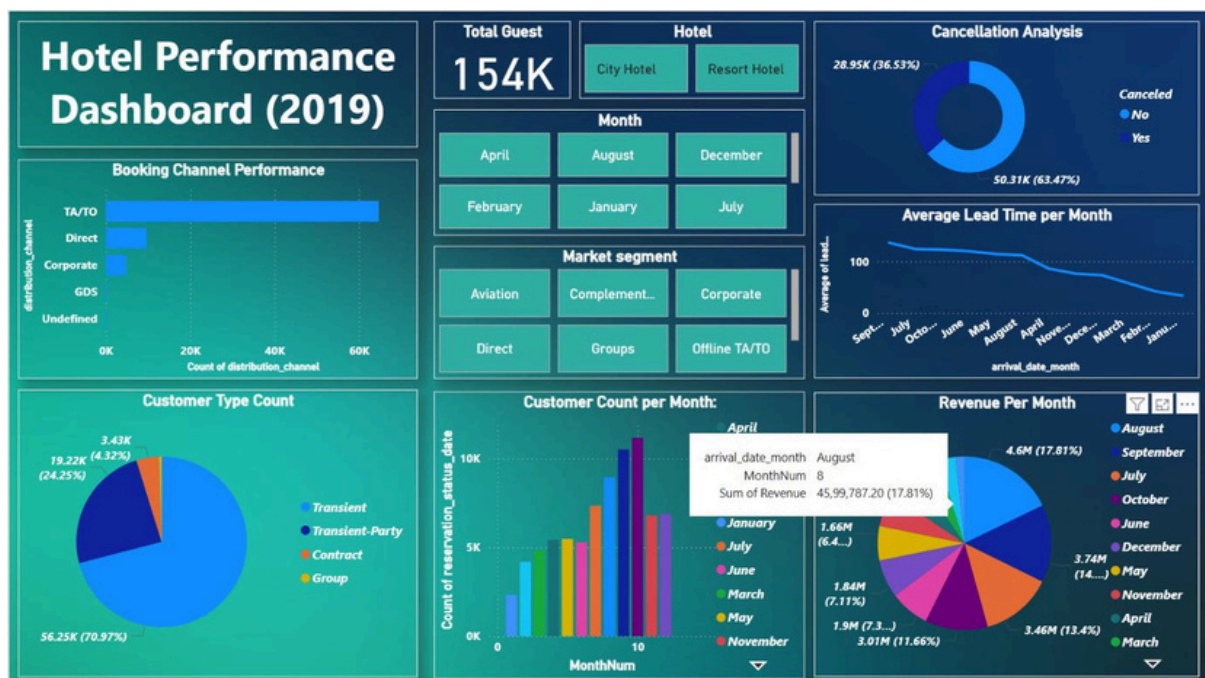 Hotel Performance
Dashboard (2019)
Total Guest
154K
Hotel
City Hotel
Resort Hotel
Cancellation Analysis
28.95K (36.53%)
50.31K (63.47%)
Canceled
No
Yes
Month
April
August
December
February
January
July
Booking Channel Performance
distribution_channel
TA/TO
Direct
Corporate
GDS
Undefined
0K
20K
60K
40K
Count of distribution_channel
Average Lead Time per Month
Average of lead...
100
0
Sept...
July
Octo...
June
May
August
April
Nove...
Dece...
March
Febr...
Janu...
arrival_date_month
Market segment
Aviation
Complement...
Corporate
Direct
Groups
Offline TA/TO
Customer Type Count
3.43K
(4.32%)
19.22K
(24.25%)
56.25K (70.97%)
Transient
Transient-Party
Contract
Group
Customer Count per Month:
Count of reservation_status_date
10K
5K
0K
0
10
MonthNum
April
January
July
June
March
May
November
Revenue Per Month
arrival_date_month August
MonthNum 8
Sum of Revenue 45,99,787.20 (17.81%)
4.6M (17.81%)
3.74M
(14....)
3.46M (13.4%)
3.01M (11.66%)
1.9M (7.3...)
1.84M
(7.11%)
1.66M
(6.4...)
August
September
July
October
June
December
May
November
April
March